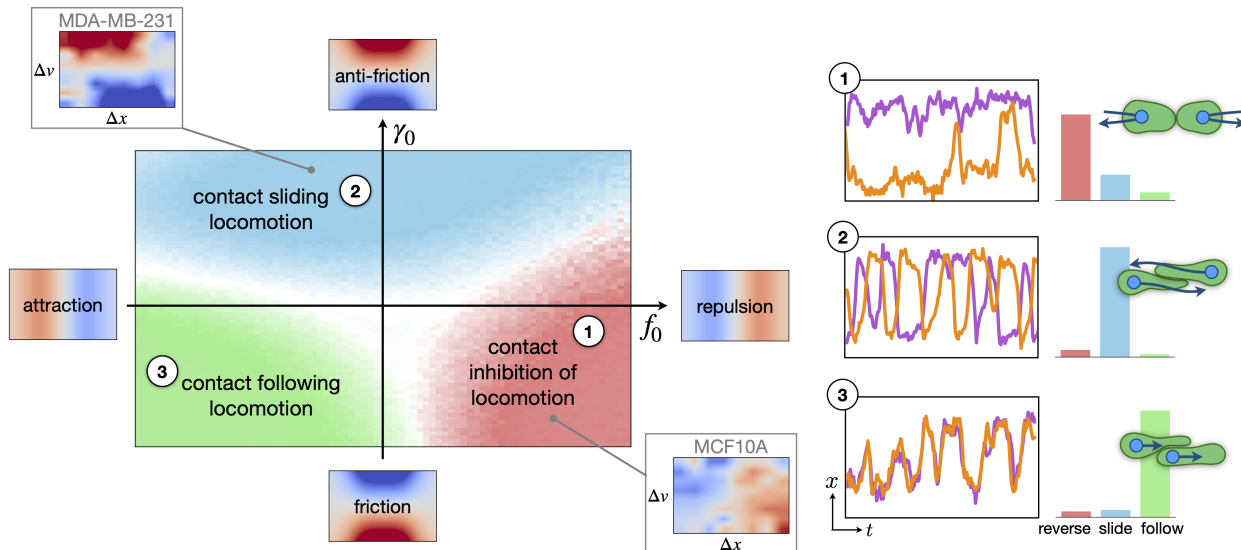 MDA-MB-231
Δv
Δx
anti-friction
γ₀
contact sliding
locomotion
2
attraction
repulsion
f₀
1
contact
inhibition of
locomotion
3
contact following
locomotion
friction
MCF10A
Δv
Δx
1
2
3
x
t
reverse slide follow